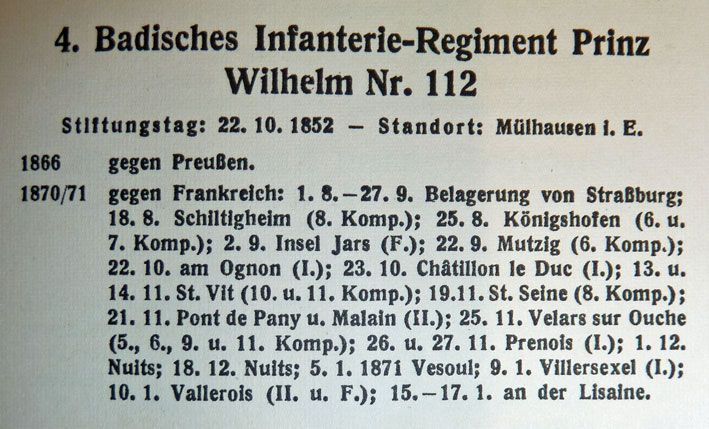 4. Badisches Infanterie-Regiment Prinz
Wilhelm Nr. 112
Stiftungstag: 22. 10. 1852 — Standort: Mülhausen i. E.
1866 gegen Preußen.
1870/71 gegen Frankreich: 1. 8.—27. 9. Belagerung von Straßburg;
18. 8. Schiltigheim (8. Komp.); 25. 8. Königshofen (6. u.
7. Komp.); 2. 9. Insel Jars (F.); 22. 9. Mutzig (6. Komp.);
22. 10. am Ognon (I.); 23. 10. Châtillon le Duc (I.); 13. u.
14. 11. St. Vit (10. u. 11. Komp.); 19. 11. St. Seine (8. Komp.);
21. 11. Pont de Pany u. Malain (II.); 25. 11. Velars sur Ouche
(5., 6., 9. u. 11. Komp.); 26. u. 27. 11. Prenois (I.); 1. 12.
Nuits; 18. 12. Nuits; 5. 1. 1871 Vesoul; 9. 1. Villersexel (I.);
10. 1. Vallerois (II. u. F.); 15.—17. 1. an der Lisaine.